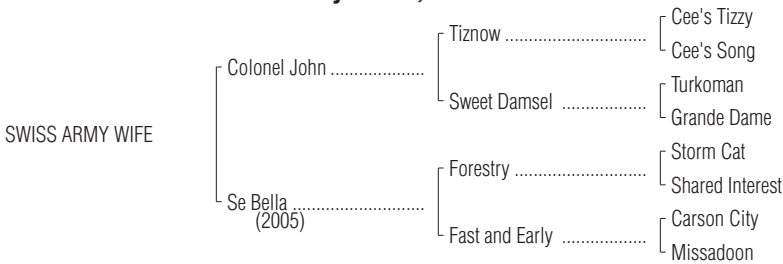 Cee's Tizzy
Tiznow ..................................
Cee's Song
Colonel John ......................
Turkoman
Sweet Damsel ....................
Grande Dame
SWISS ARMY WIFE
Storm Cat
Forestry ................................
Shared Interest
Se Bella ...............................
(2005)
Carson City
Fast and Early ....................
Missadoon